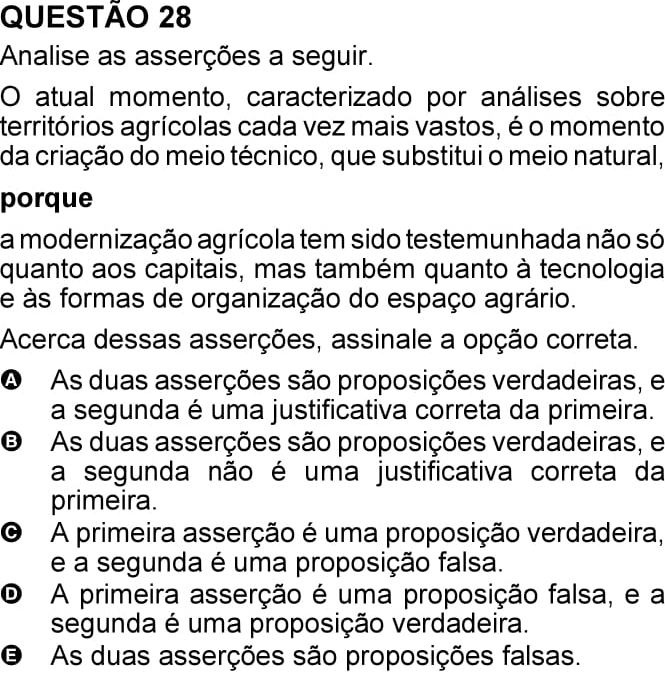 QUESTÃO 28
Analise as asserções a seguir.
O atual momento, caracterizado por análises sobre
territórios agrícolas cada vez mais vastos, é o momento
da criação do meio técnico, que substitui o meio natural,
porque
a modernização agrícola tem sido testemunhada não só
quanto aos capitais, mas também quanto à tecnologia
e às formas de organização do espaço agrário.
Acerca dessas asserções, assinale a opção correta.
A As duas asserções são proposições verdadeiras, e
a segunda é uma justificativa correta da primeira.
B As duas asserções são proposições verdadeiras, e
a segunda não é uma justificativa correta da
primeira.
C A primeira asserção é uma proposição verdadeira,
e a segunda é uma proposição falsa.
D A primeira asserção é uma proposição falsa, e a
segunda é uma proposição verdadeira.
E As duas asserções são proposições falsas.